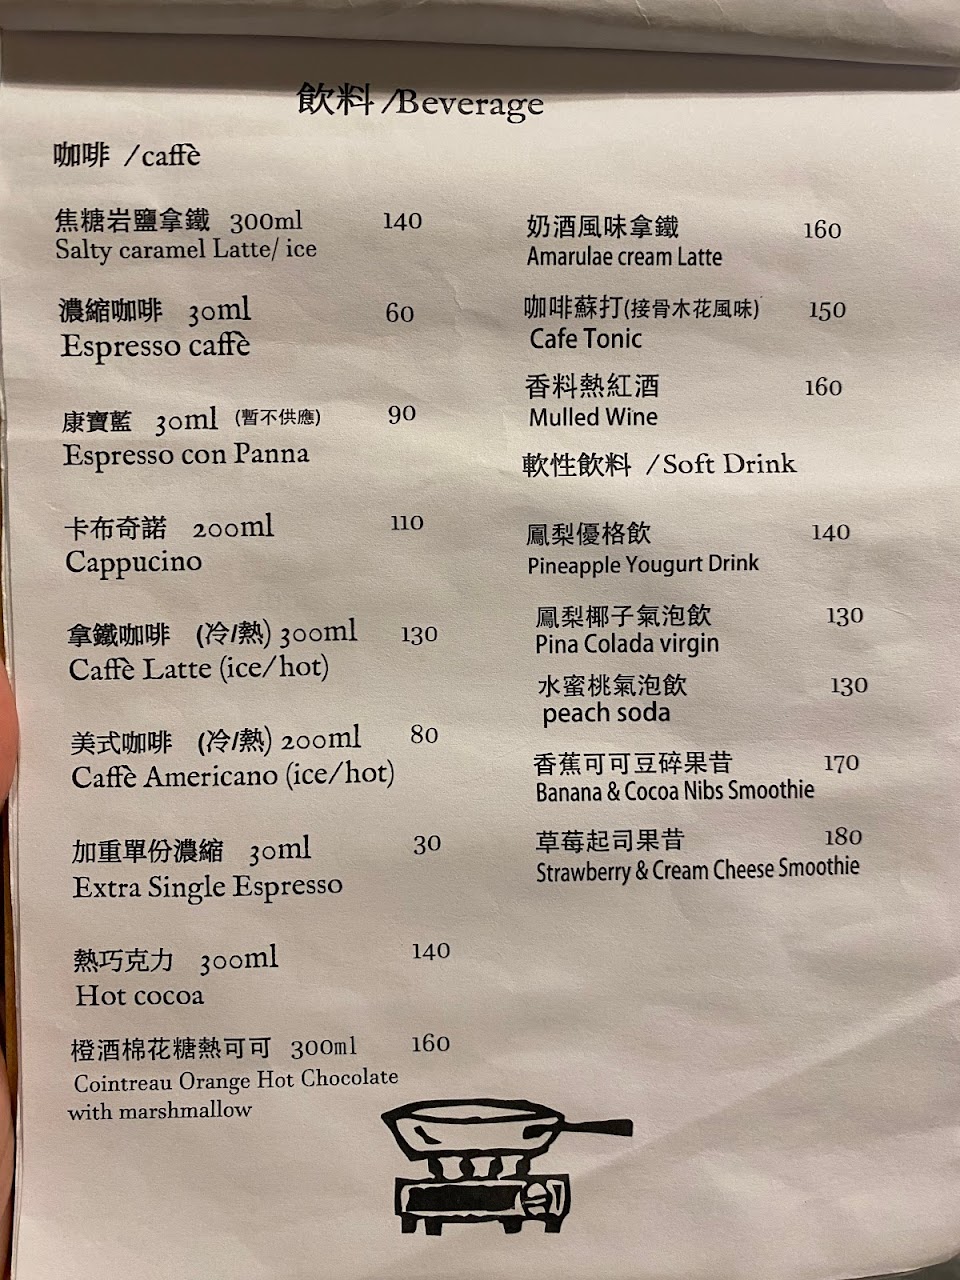 飲料 /Beverage
咖啡 /caffè
焦糖岩鹽拿鐵 300ml 140
Salty caramel Latte/ ice
濃縮咖啡 30ml 60
Espresso caffè
康寶藍 30ml (暫不供應) 90
Espresso con Panna
卡布奇諾 200ml 110
Cappucino
拿鐵咖啡 (冷/熱) 300ml 130
Caffè Latte (ice/hot)
美式咖啡 (冷/熱) 200ml 80
Caffè Americano (ice/hot)
加重單份濃縮 30ml 30
Extra Single Espresso
熱巧克力 300ml 140
Hot cocoa
橙酒棉花糖熱可可 300ml 160
Cointreau Orange Hot Chocolate
with marshmallow
奶酒風味拿鐵 160
Amarulae cream Latte
咖啡蘇打(接骨木花風味) 150
Cafe Tonic
香料熱紅酒 160
Mulled Wine
軟性飲料 /Soft Drink
鳳梨優格飲 140
Pineapple Yougurt Drink
鳳梨椰子氣泡飲 130
Pina Colada virgin
水蜜桃氣泡飲 130
peach soda
香蕉可可豆碎果昔 170
Banana & Cocoa Nibs Smoothie
草莓起司果昔 180
Strawberry & Cream Cheese Smoothie